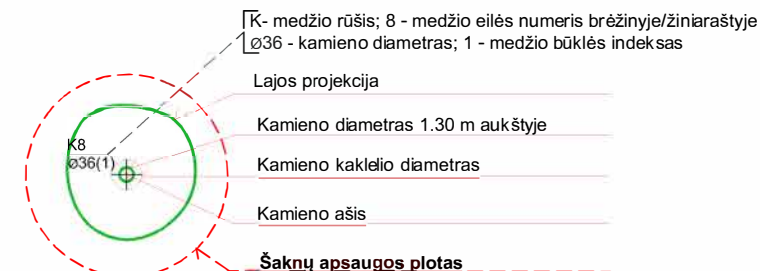 K- medžio rūšis; 8 - medžio eilės numeris brėžinyje/žiniaraštyje
Ø36 - kamieno diametras; 1 - medžio būklės indeksas
Lajos projekcija
Kamieno diametras 1.30 m aukštyje
K8
Ø36(1)
Kamieno kaklelio diametras
Kamieno ašis
Šaknų apsaugos plotas